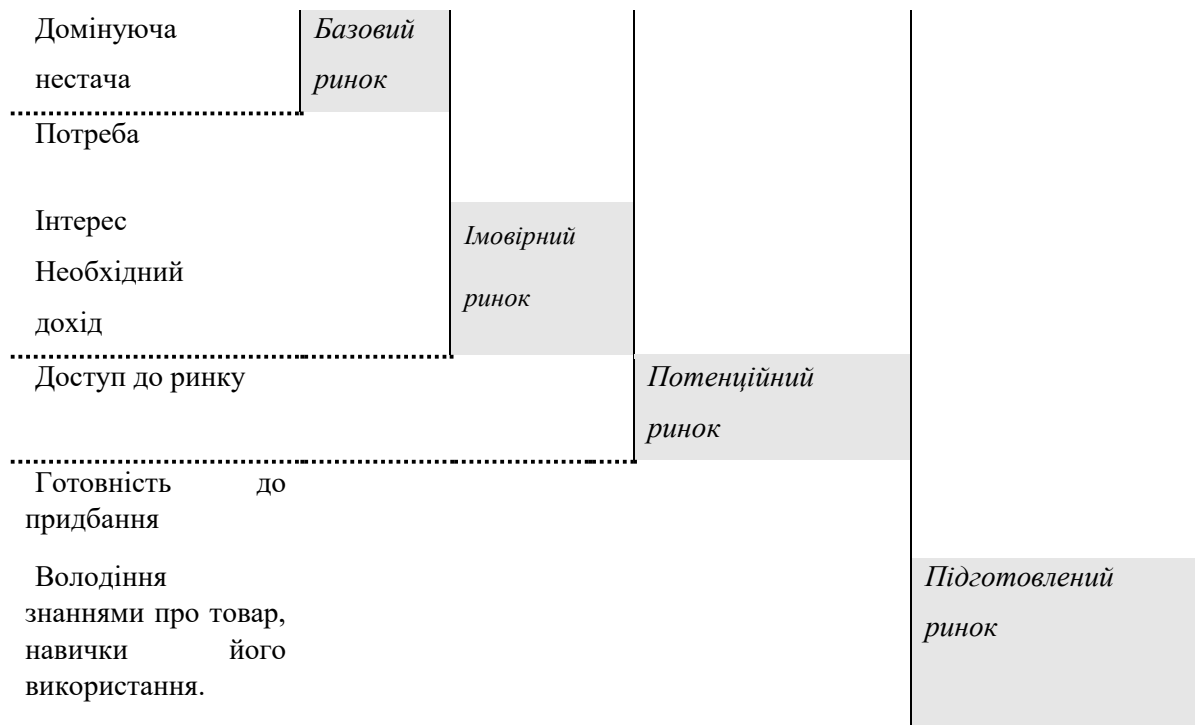 Домінуюча
нестача
Базовий
ринок
Потреба
Інтерес
Необхідний
дохід
Імовірний
ринок
Доступ до ринку
Потенційний
ринок
Готовність до
придбання
Володіння
знаннями про товар,
навички його
використання.
Підготовлений
ринок